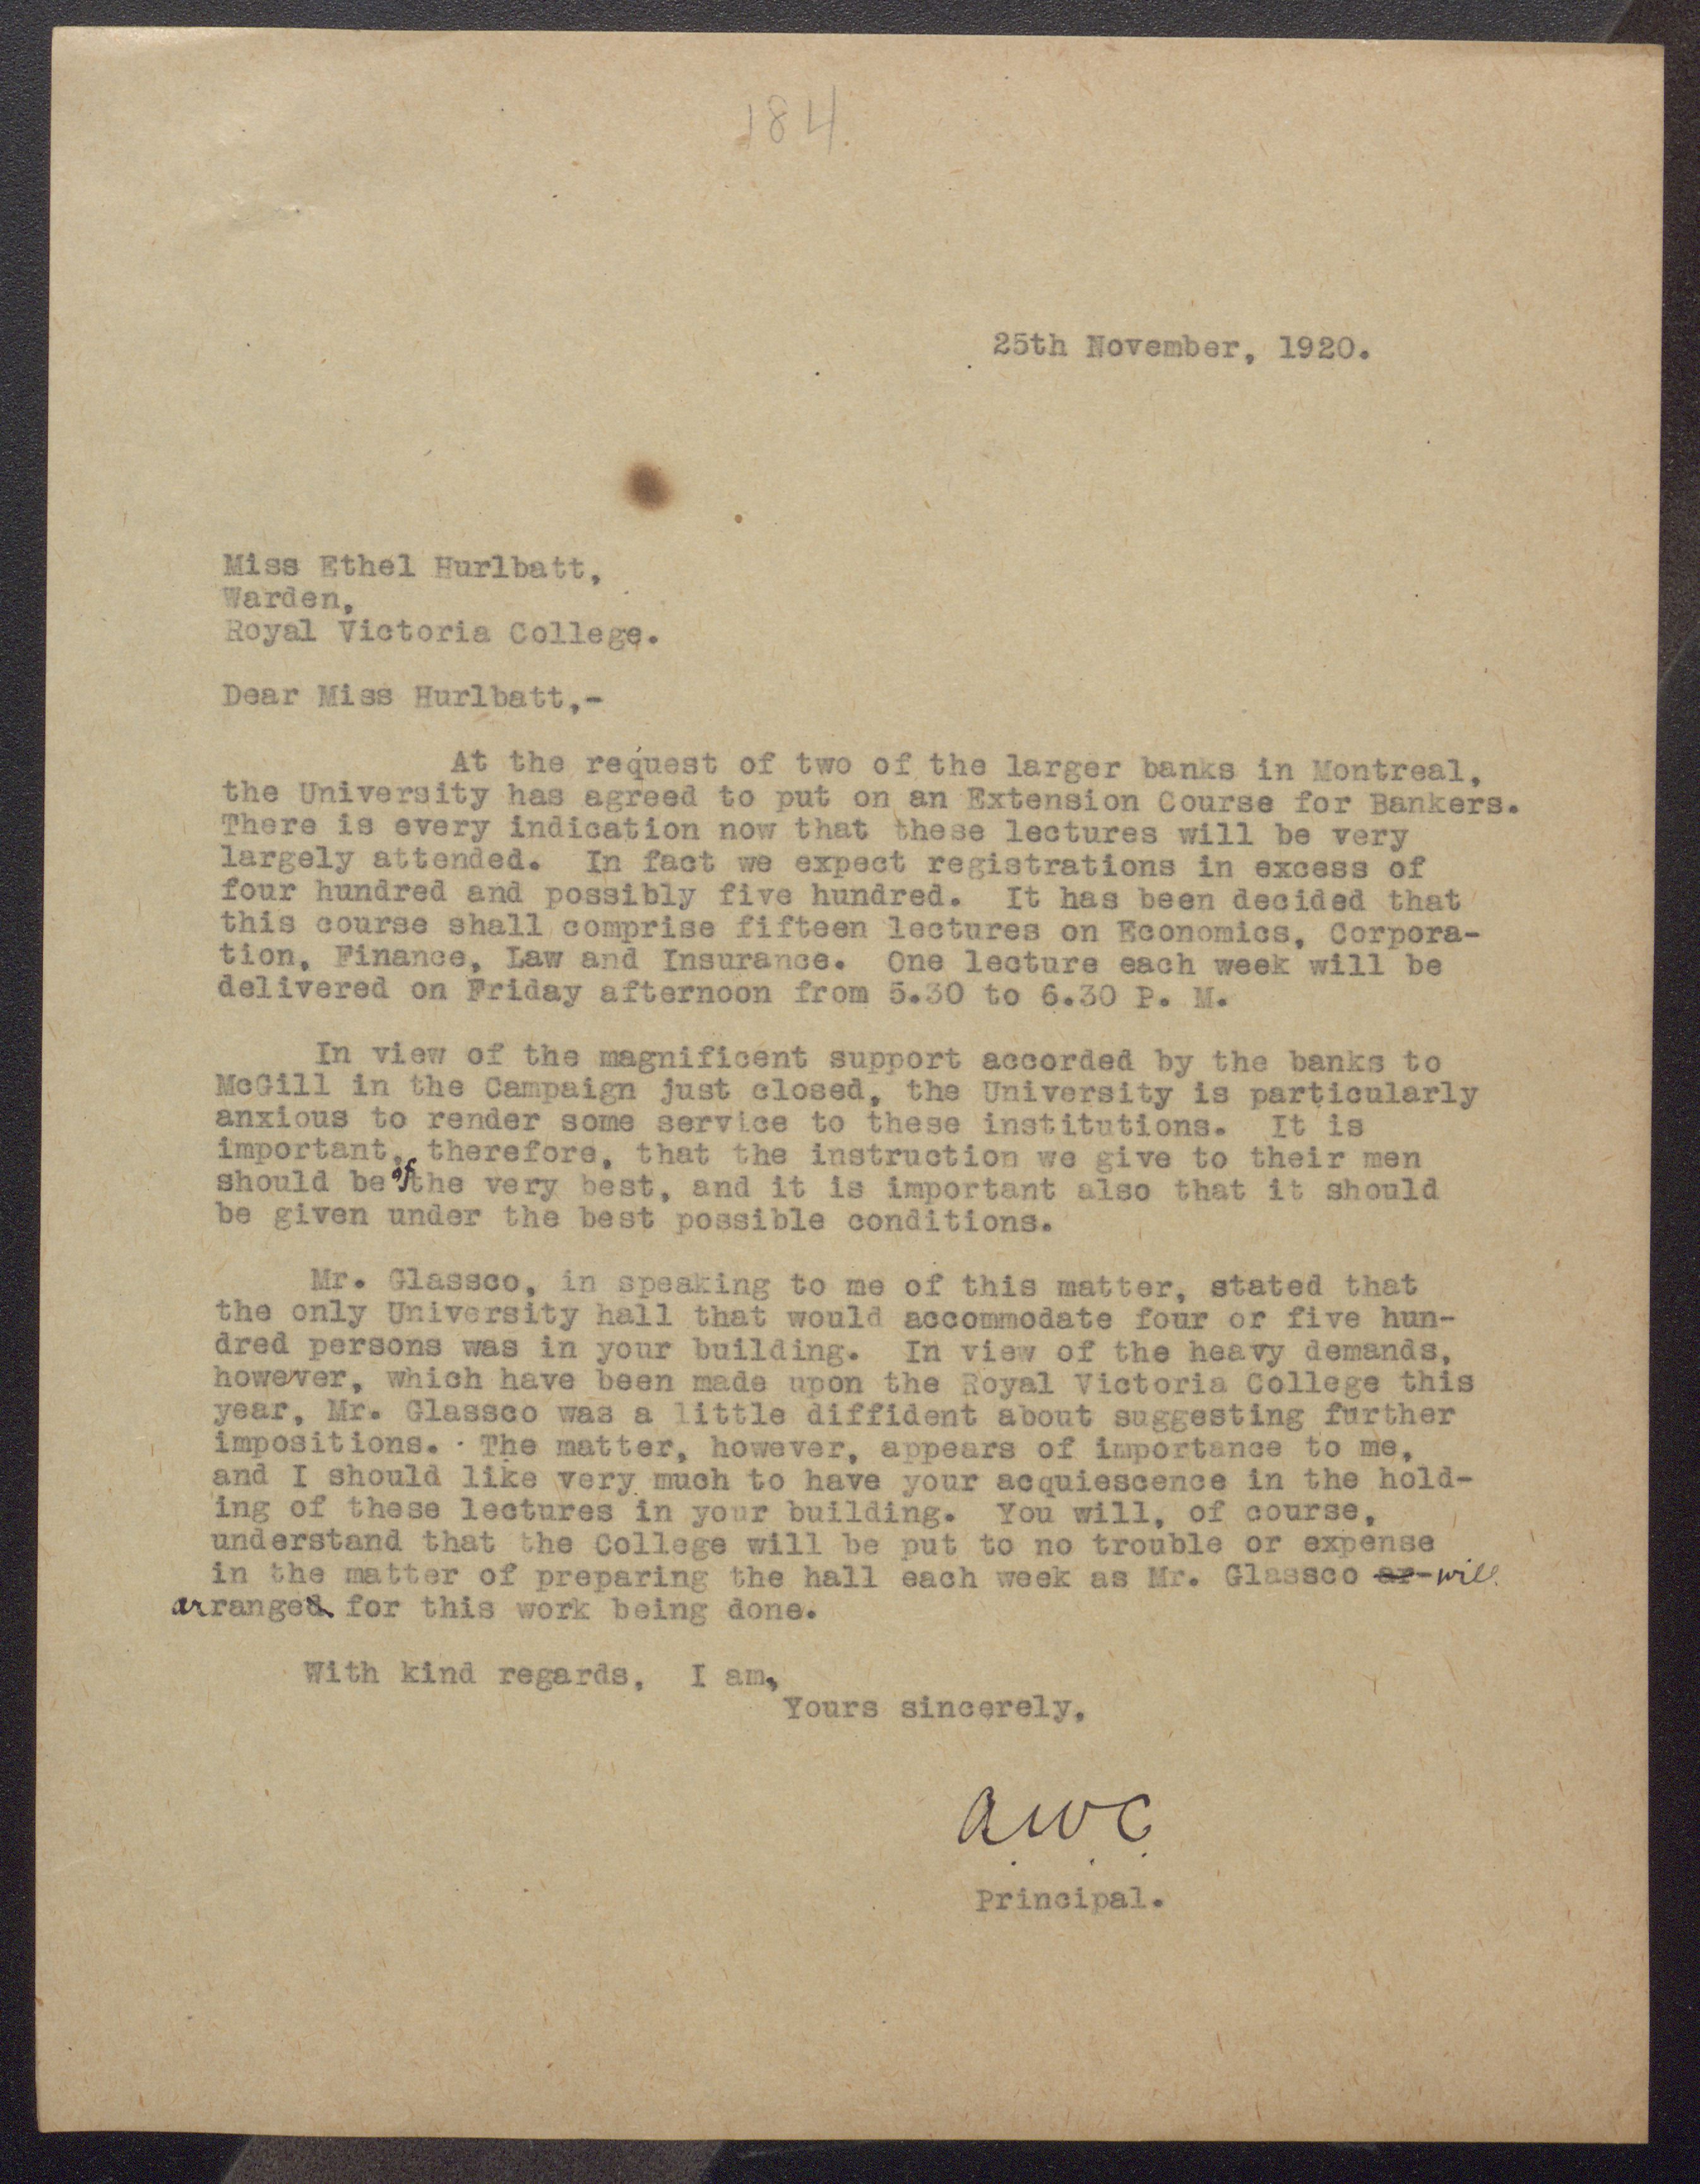 184.
25th November, 1920.
Miss Ethel Hurlbatt,
Warden,
Royal Victoria College.
Dear Miss Hurlbatt,-
At the request of two of the larger banks in Montreal,
the University has agreed to put on an Extension Course for Bankers.
There is every indication now that these lectures will be very
largely attended. In fact we expect registrations in excess of
four hundred and possibly five hundred. It has been decided that
this course shall comprise fifteen lectures on Economics, Corpora-
tion, Finance, Law and Insurance. One lecture each week will be
delivered on Friday afternoon from 5.30 to 6.30 P. M.
In view of the magnificent support accorded by the banks to
McGill in the Campaign just closed, the University is particularly
anxious to render some service to these institutions. It is
important, therefore, that the instruction we give to their men
should be of the very best, and it is important also that it should
be given under the best possible conditions.
Mr. Glassco, in speaking to me of this matter, stated that
the only University hall that would accommodate four or five hun-
dred persons was in your building. In view of the heavy demands,
however, which have been made upon the Royal Victoria College this
year, Mr. Glassco was a little diffident about suggesting further
impositions. The matter, however, appears of importance to me,
and I should like very much to have your acquiescence in the hold-
ing of these lectures in your building. You will, of course,
understand that the College will be put to no trouble or expense
in the matter of preparing the hall each week as Mr. Glassco ar- will
arranged for this work being done.
With kind regards, I am,
Yours sincerely,
AWC
Principal.